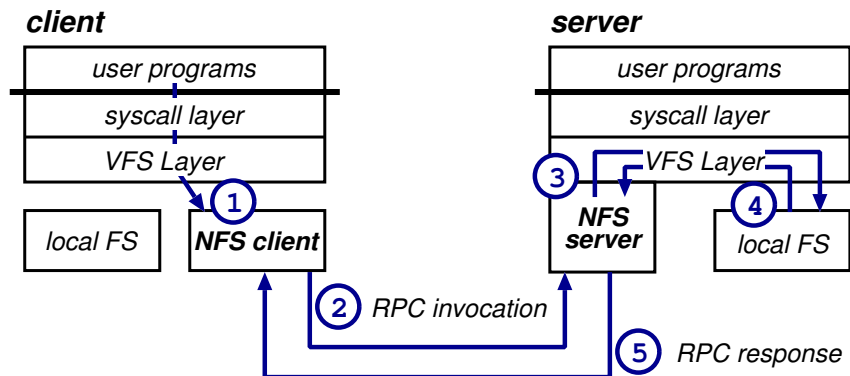 client
server
user programs
user programs
syscall layer
syscall layer
VFS Layer
VFS Layer
1
3
4
local FS
NFS client
NFS
server
local FS
2
RPC invocation
5
RPC response